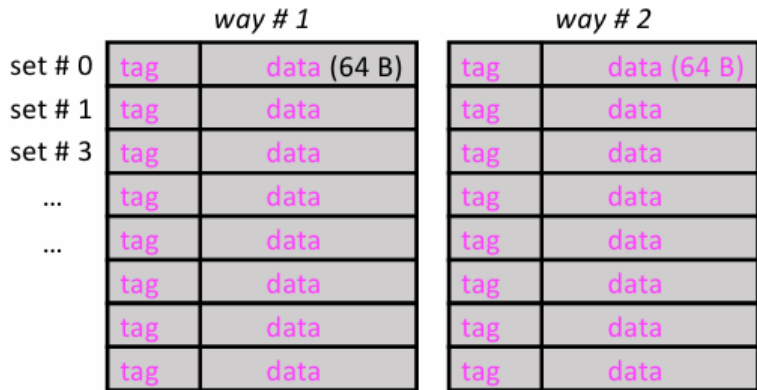 way # 1 way # 2
set # 0 tag data (64 B) tag data (64 B)
set # 1 tag data tag data
set # 3 tag data tag data
... tag data tag data
... tag data tag data
tag data tag data
tag data tag data
tag data tag data